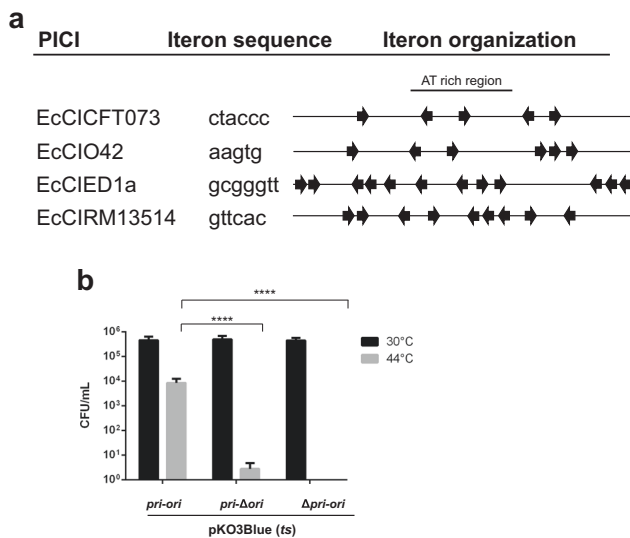 a
PICI Iteron sequence Iteron organization
AT rich region
EcCICFT073 ctaccc
EcCIO42 aagtg
EcCIED1a gcgggtt
EcCIRM13514 gttcac
b
****
****
30°C
44°C
CFU/mL
10⁶
10⁵
10⁴
10³
10²
10¹
10⁰
pri-ori pri-Δori Δpri-ori
pKO3Blue (ts)